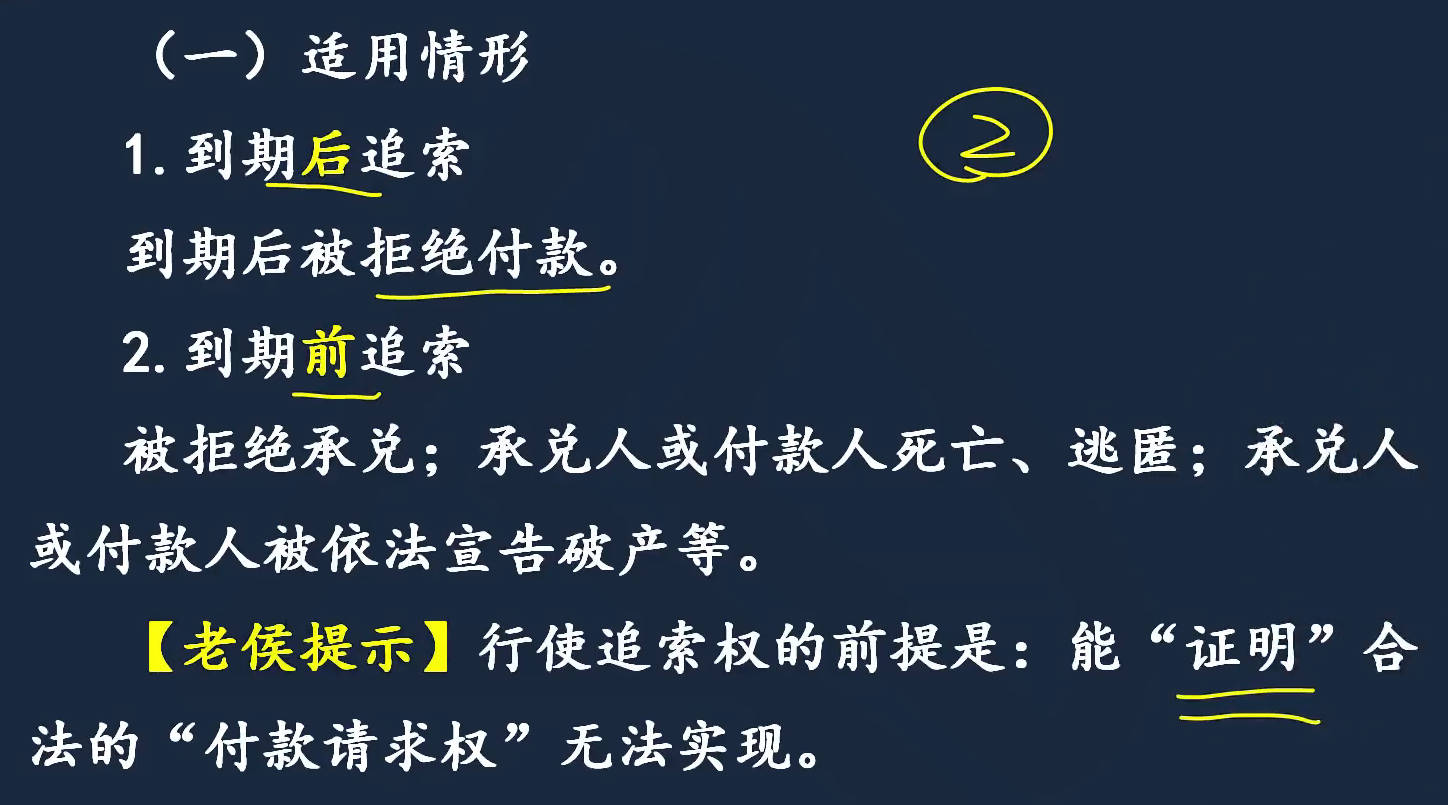 （一）适用情形
②
1.到期后追索
到期后被拒绝付款。
2.到期前追索
被拒绝承兑；承兑人或付款人死亡、逃匿；承兑人
或付款人被依法宣告破产等。
【老侯提示】行使追索权的前提是：能“证明”合
法的“付款请求权”无法实现。